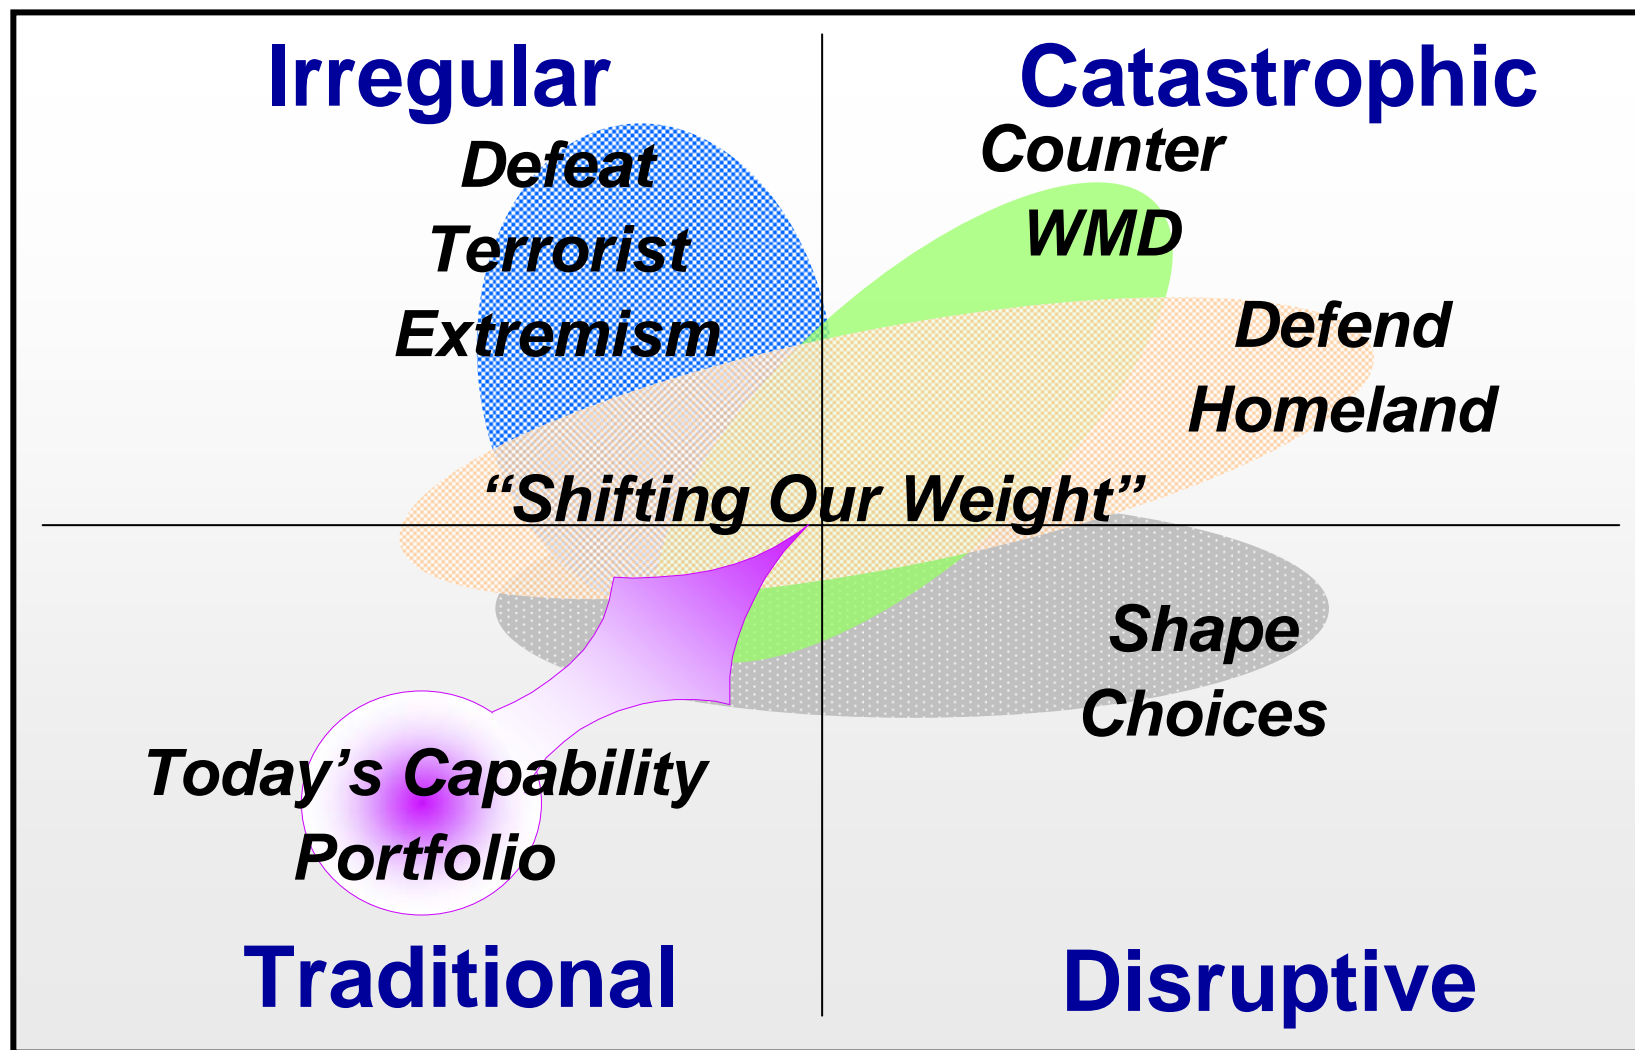 Irregular
Catastrophic
Defeat
Terrorist
Extremism
Counter
WMD
Defend
Homeland
“Shifting Our Weight”
Shape
Choices
Today’s Capability
Portfolio
Traditional
Disruptive